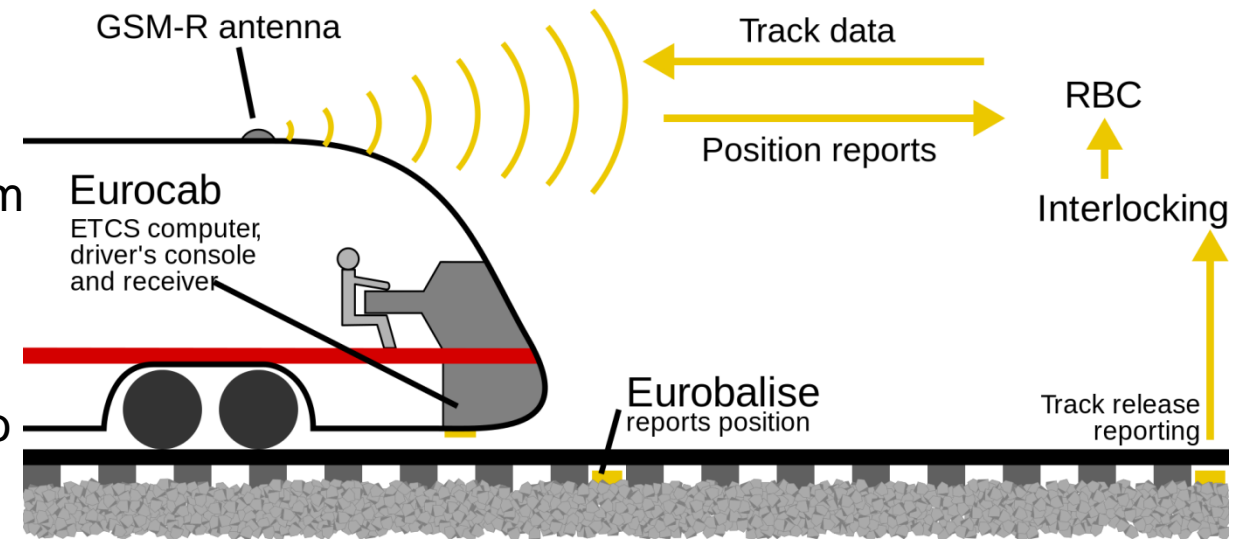 GSM-R antenna
Track data
RBC
Position reports
m
Eurocab
ETCS computer,
driver's console
and receiver
Interlocking
Eurobalise
reports position
Track release
reporting
o